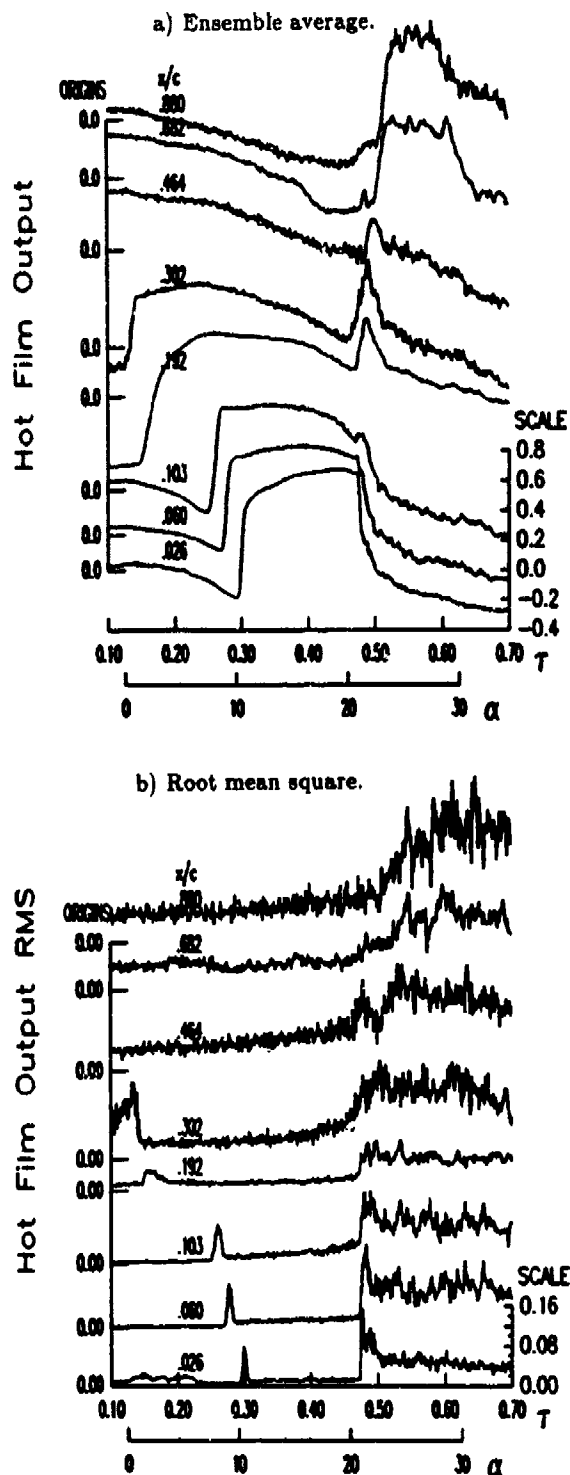 a) Ensemble average.
x/c
ORIGINS
.880
0.0
.682
0.0
.464
0.0
.302
0.0
.192
0.0
SCALE
0.8
.103
0.6
0.0
0.4
.060
0.2
0.0
.026
0.0
0.0
-0.2
-0.4
0.10 0.20 0.30 0.40 0.50 0.60 0.70
τ
0 10 20 30 α
Hot Film Output
b) Root mean square.
x/c
.880
ORIGINS
0.00
.682
0.00
.464
0.00
.302
0.00
.192
0.00
.103
0.00
SCALE
.060
0.16
0.00
0.08
.026
0.00
0.00
0.10 0.20 0.30 0.40 0.50 0.60 0.70
τ
0 10 20 30 α
Hot Film Output RMS